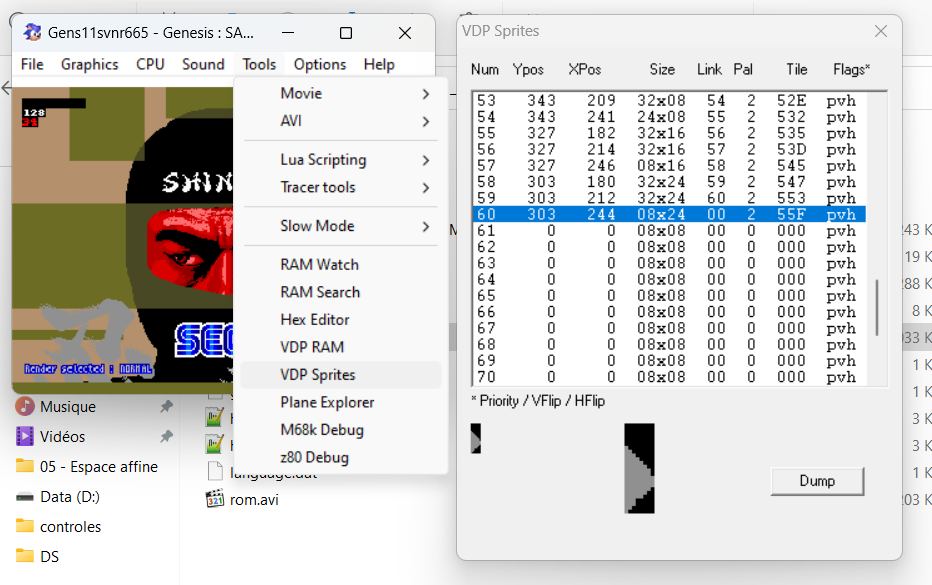 Gens11svnr665 - Genesis : SA...
File Graphics CPU Sound Tools Options Help
128
SHIN
忍
SEG
Render selected : NORMAL
Movie
AVI
Lua Scripting
Tracer tools
Slow Mode
RAM Watch
RAM Search
Hex Editor
VDP RAM
VDP Sprites
Plane Explorer
M68k Debug
z80 Debug
Musique
Vidéos
05 - Espace affine
Data (D:)
controles
DS
language.dat
rom.avi
VDP Sprites
Num Ypos XPos Size Link Pal Tile Flags*
53 343 209 32x08 54 2 52E pvh
54 343 241 24x08 55 2 532 pvh
55 327 182 32x16 56 2 535 pvh
56 327 214 32x16 57 2 53D pvh
57 327 246 08x16 58 2 545 pvh
58 303 180 32x24 59 2 547 pvh
59 303 212 32x24 60 2 553 pvh
60 303 244 08x24 00 2 55F pvh
61 0 0 08x08 00 0 000 pvh
62 0 0 08x08 00 0 000 pvh
63 0 0 08x08 00 0 000 pvh
64 0 0 08x08 00 0 000 pvh
65 0 0 08x08 00 0 000 pvh
66 0 0 08x08 00 0 000 pvh
67 0 0 08x08 00 0 000 pvh
68 0 0 08x08 00 0 000 pvh
69 0 0 08x08 00 0 000 pvh
70 0 0 08x08 00 0 000 pvh
* Priority / VFlip / HFlip
Dump
M
243 K
19 K
288 K
8 K
933 K
1 K
1 K
3 K
3 K
1 K
203 K